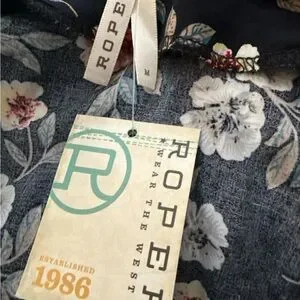 ROPER
M
R
ROPER
WEAR THE WEST
ESTABLISHED
1986